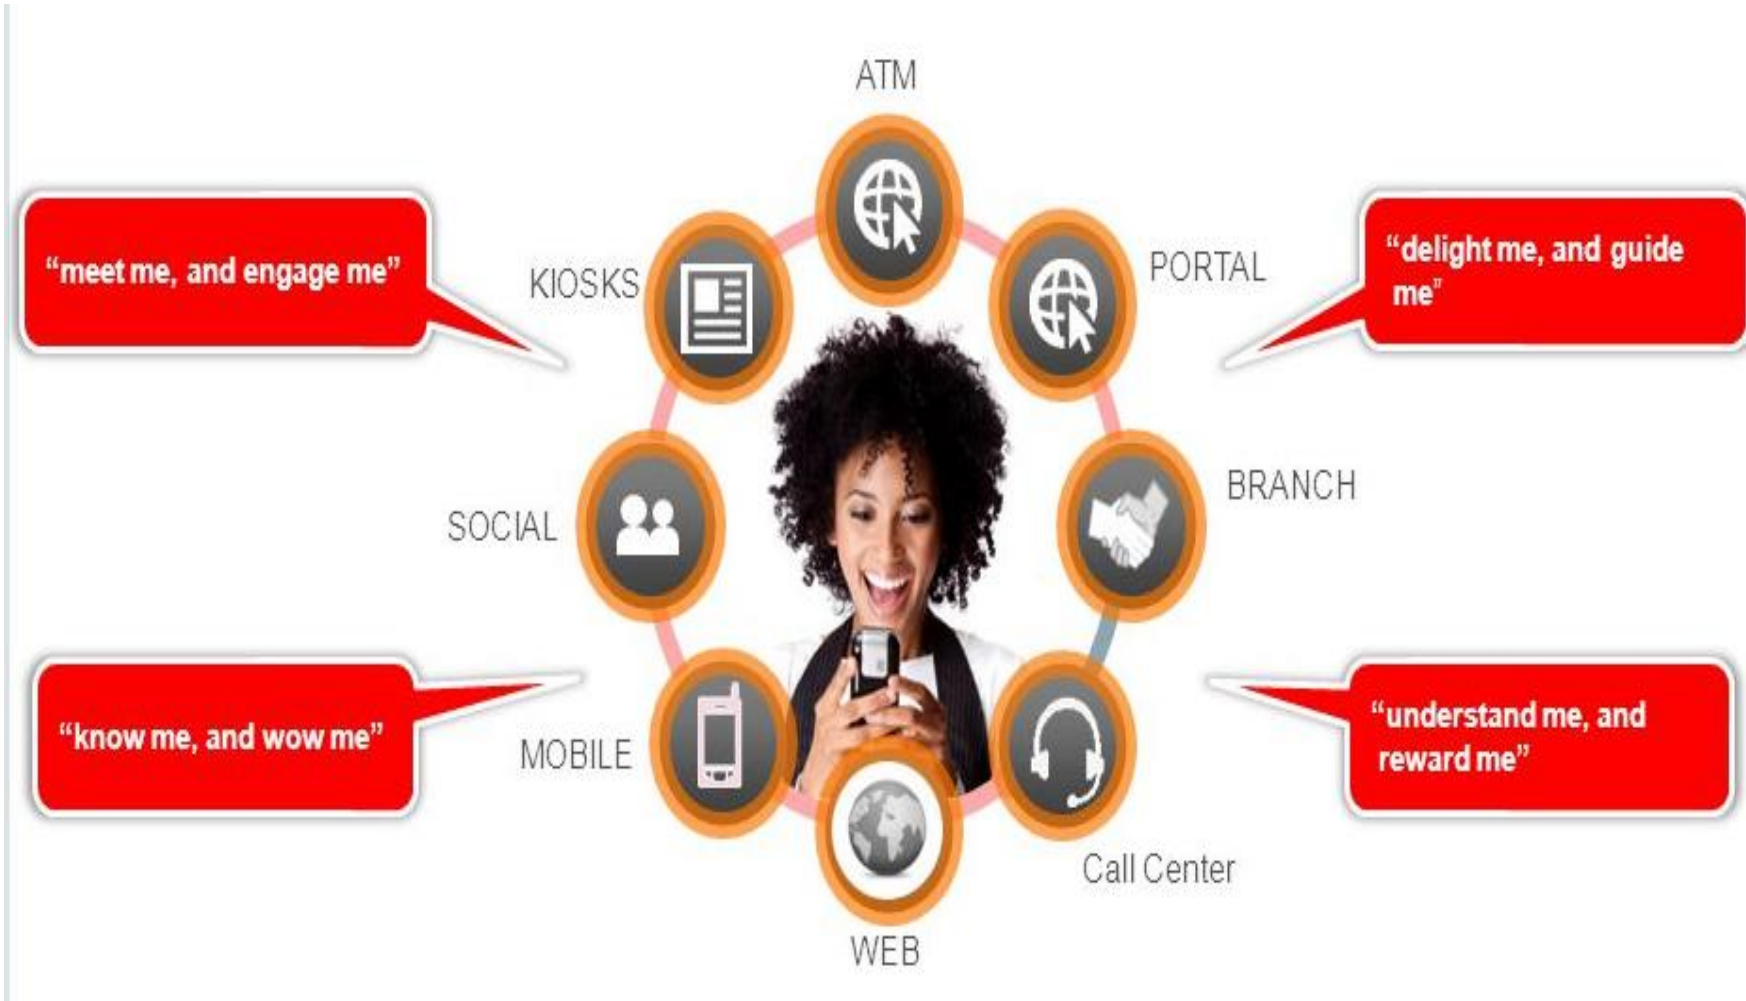 ATM
KIOSKS
PORTAL
“meet me, and engage me”
“delight me, and guide
me”
SOCIAL
BRANCH
“know me, and wow me”
MOBILE
“understand me, and
reward me”
Call Center
WEB